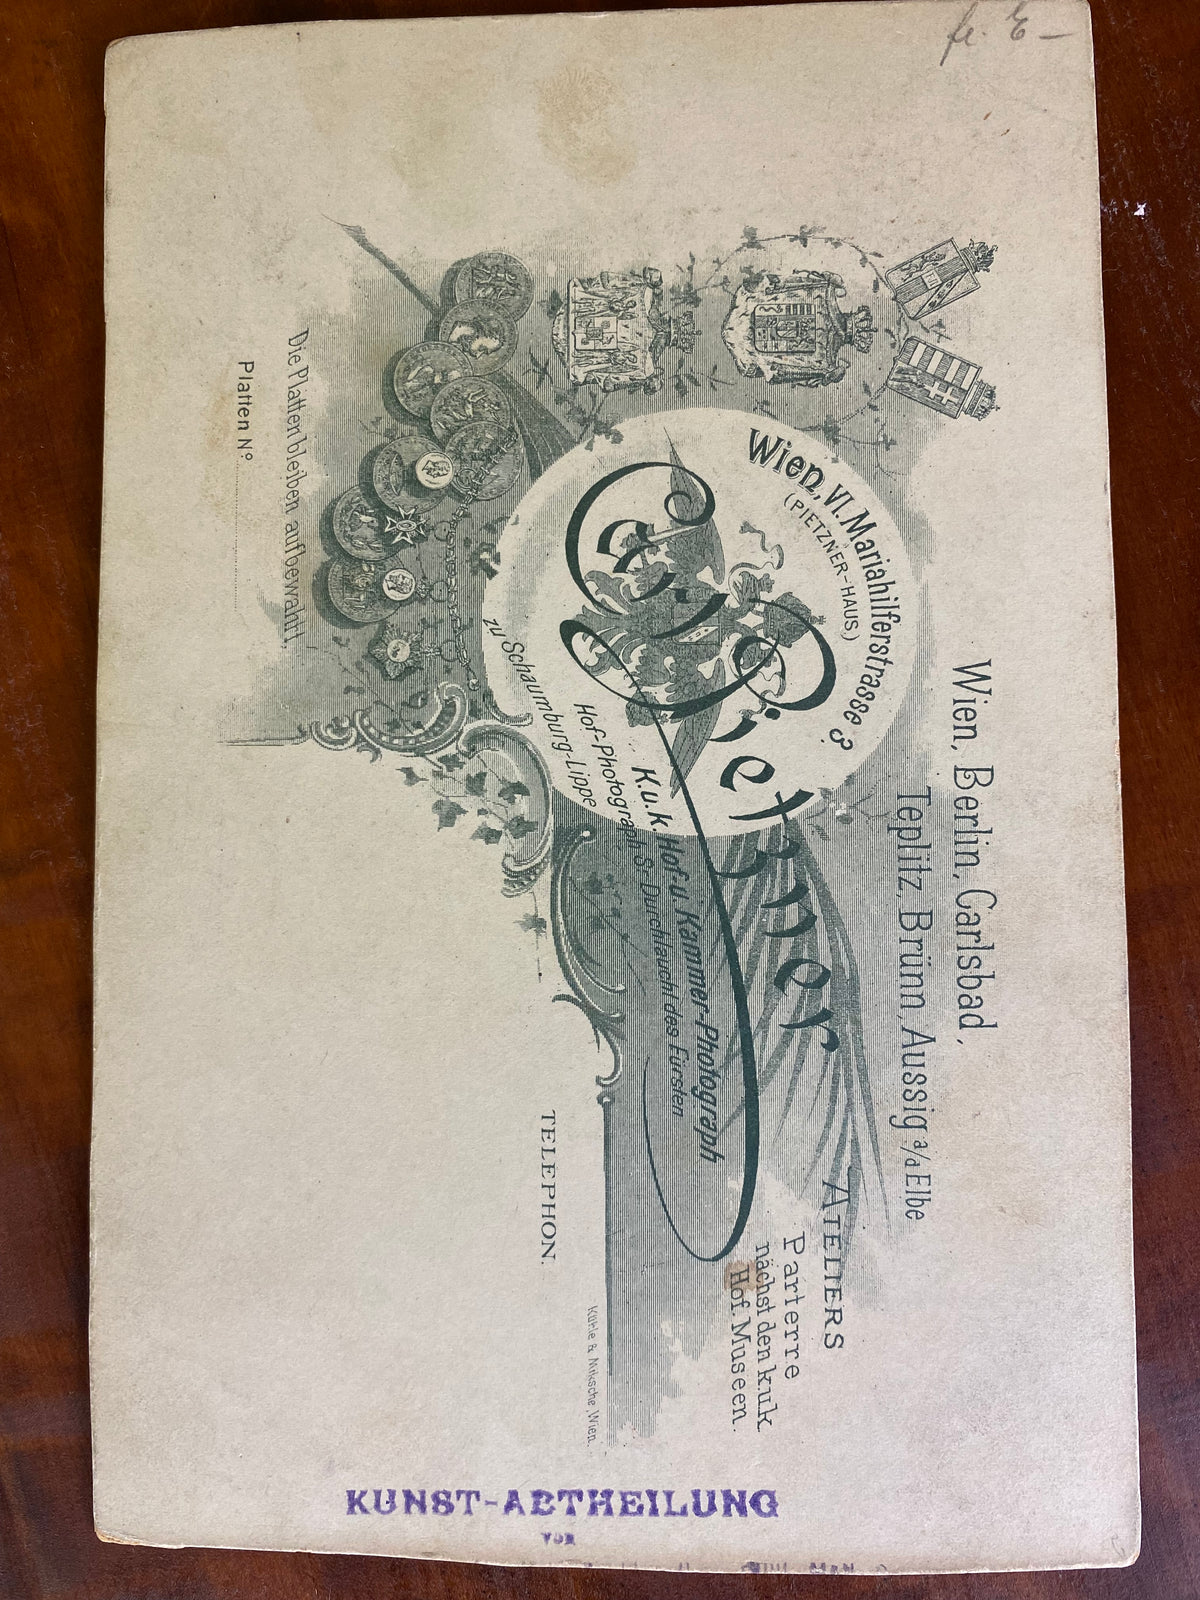 Wien, Berlin, Carlsbad,
Teplitz, Brünn, Aussig a/d Elbe
Wien, VI. Mariahilferstrasse 3
(PIETZNER-HAUS.)
Carl Pietzner
K.u.k. Hof- u. Kammer-Photograph
Hof-Photograph Sr. Durchlaucht des Fürsten
zu Schaumburg-Lippe
ATELIERS
Parterre
nächst den k.u.k
Hof. Museen.
TELEPHON.
Die Platten bleiben aufbewahrt.
Platten No
Wien.
KUNST-ABTHEILUNG
VON